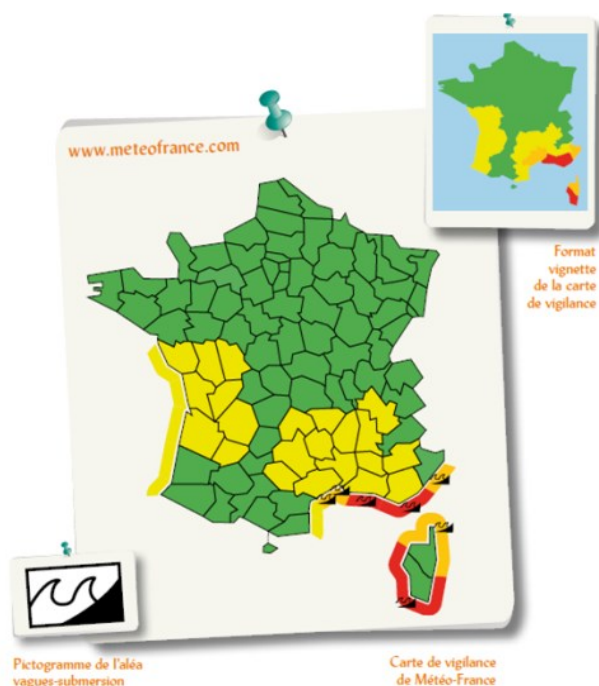 www.meteofrance.com
Format
vignette
de la carte
de vigilance
Pictogramme de l'aléa
vagues-submersion
Carte de vigilance
de Météo-France